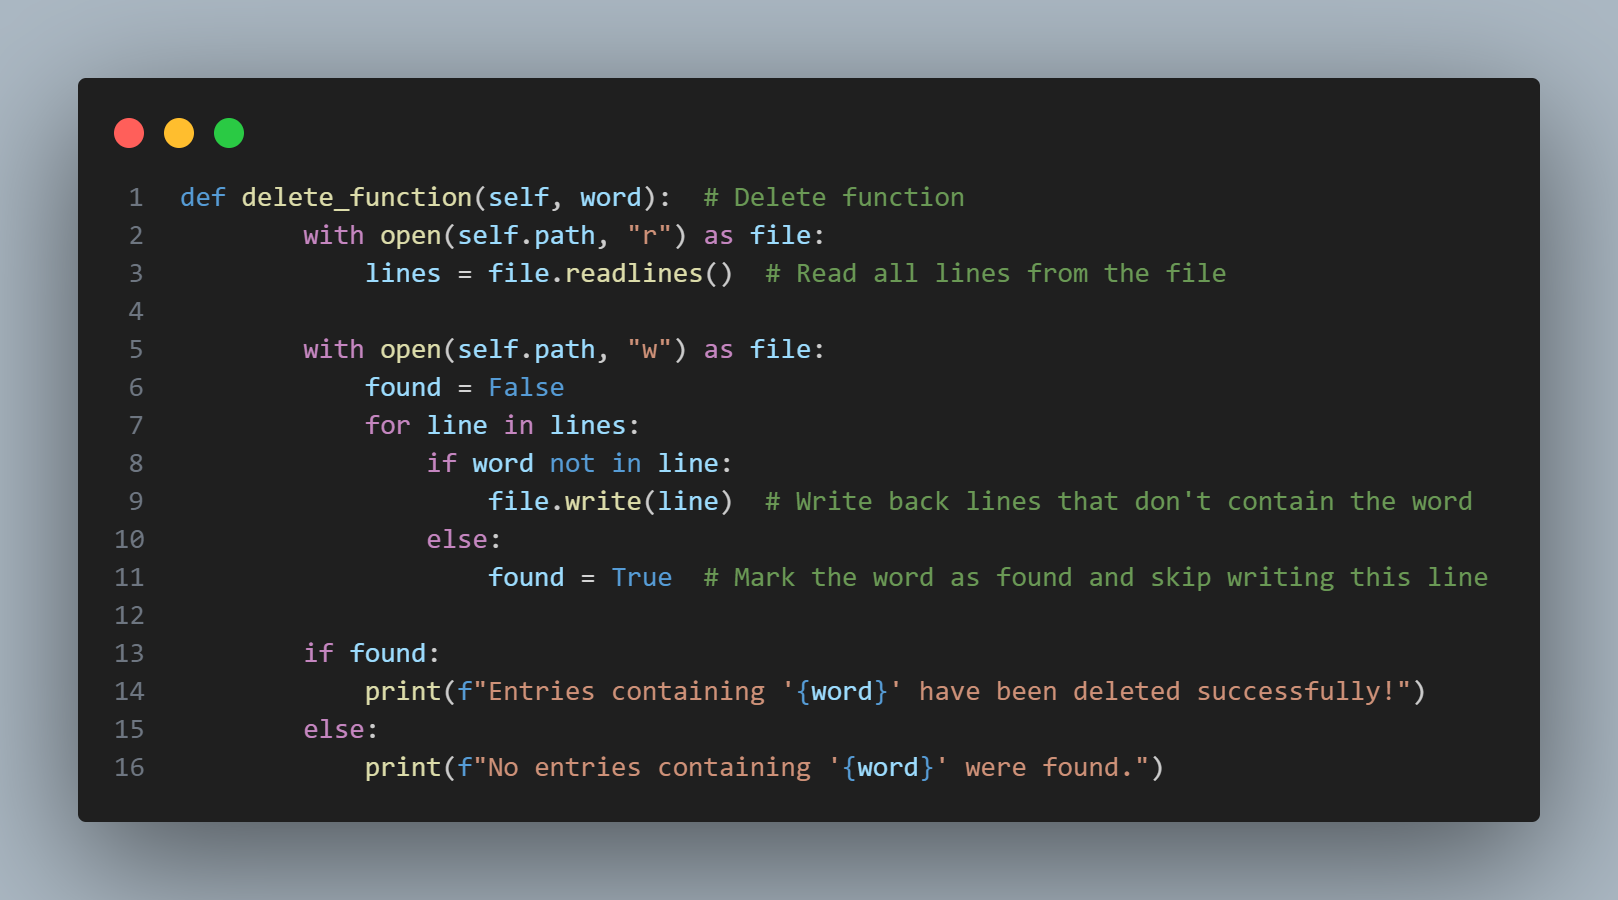 1 def delete_function(self, word):  # Delete function
2         with open(self.path, "r") as file:
3             lines = file.readlines()  # Read all lines from the file
4
5         with open(self.path, "w") as file:
6             found = False
7             for line in lines:
8                 if word not in line:
9                     file.write(line)  # Write back lines that don't contain the word
10                 else:
11                     found = True  # Mark the word as found and skip writing this line
12
13         if found:
14             print(f"Entries containing '{word}' have been deleted successfully!")
15         else:
16             print(f"No entries containing '{word}' were found.")